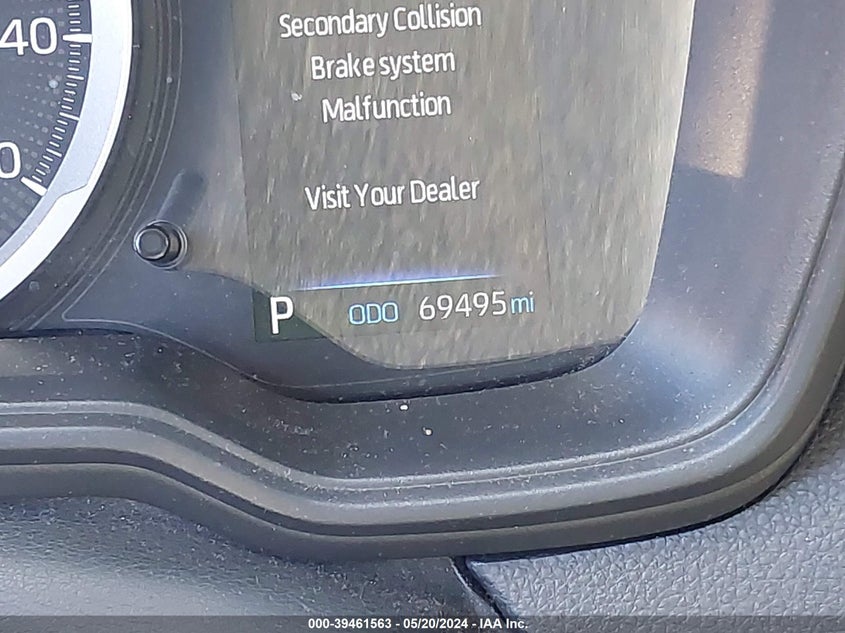 40
0
Secondary Collision
Brake system
Malfunction
Visit Your Dealer
P ODO 69495 mi
000-39461563 - 05/20/2024 - IAA Inc.